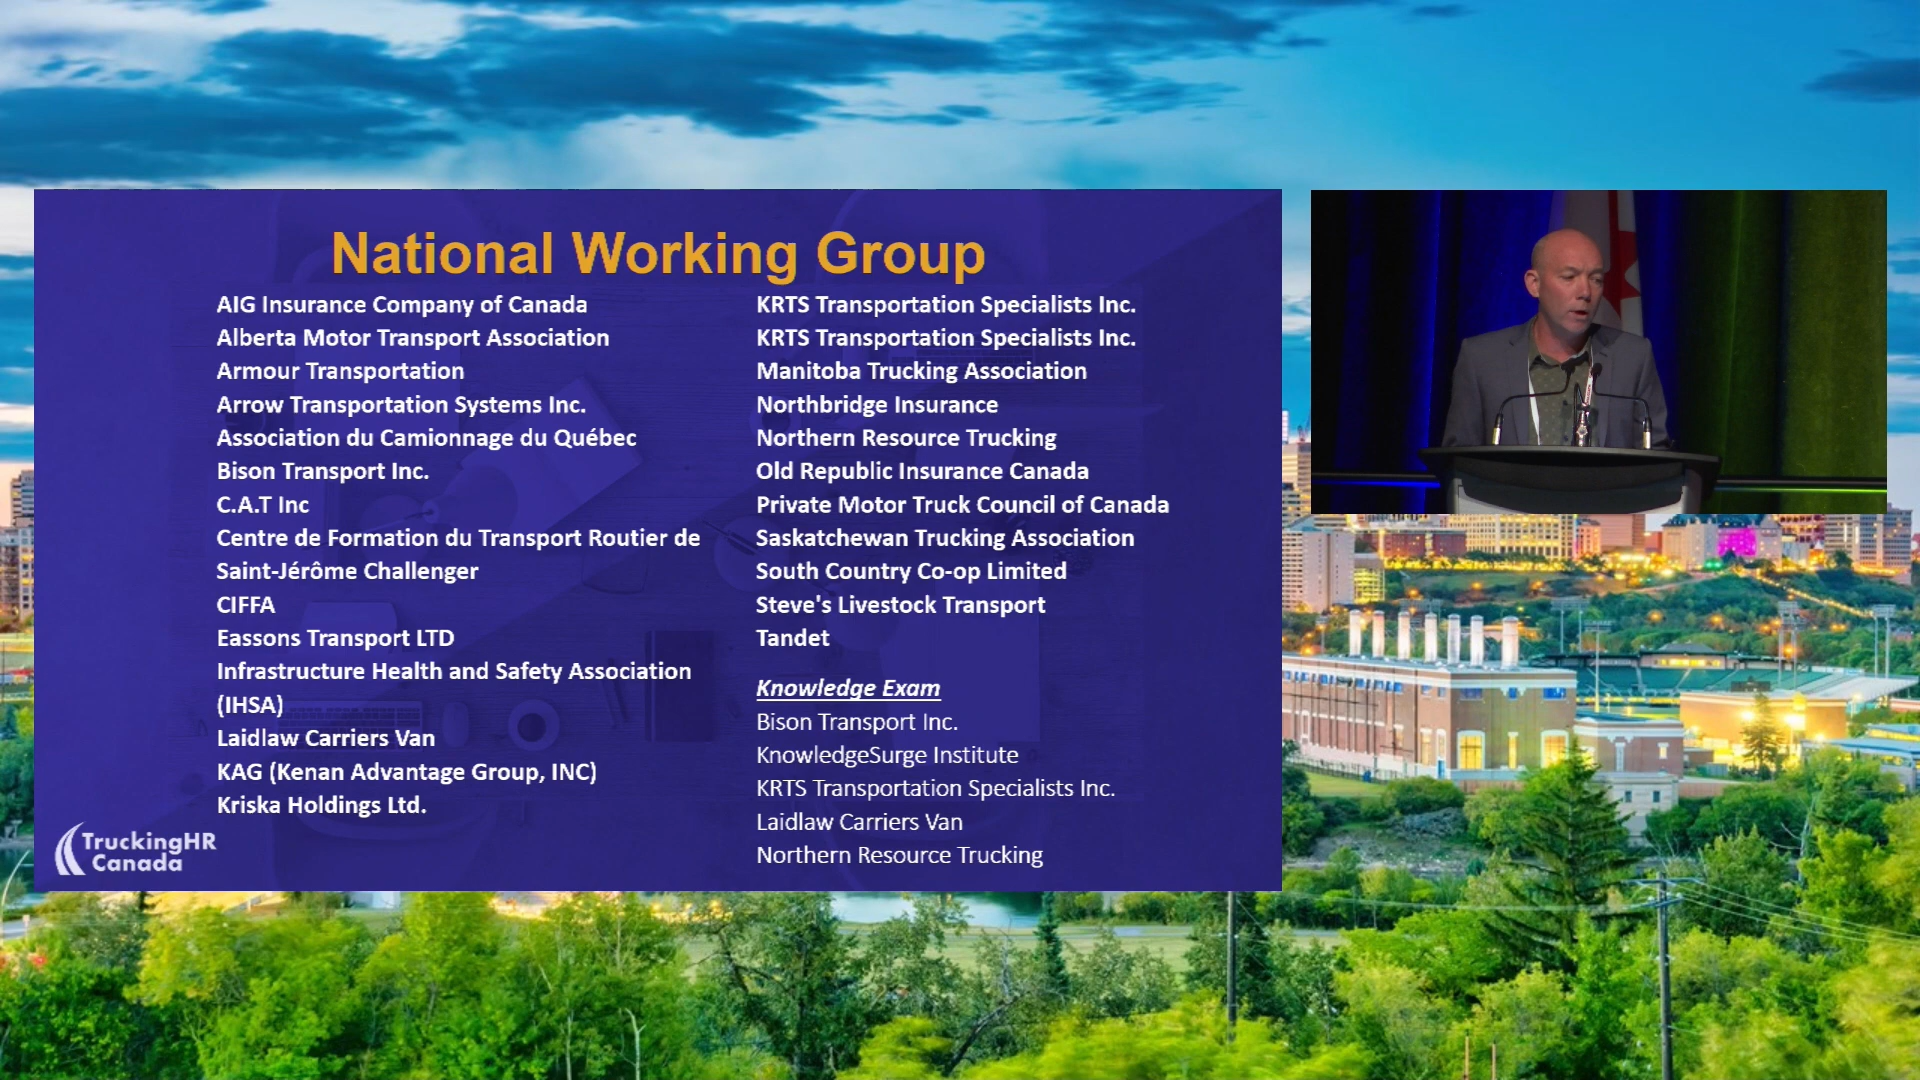 National Working Group
AIG Insurance Company of Canada
Alberta Motor Transport Association
Armour Transportation
Arrow Transportation Systems Inc.
Association du Camionnage du Québec
Bison Transport Inc.
C.A.T Inc
Centre de Formation du Transport Routier de
Saint-Jérôme Challenger
CIFFA
Eassons Transport LTD
Infrastructure Health and Safety Association
(IHSA)
Laidlaw Carriers Van
KAG (Kenan Advantage Group, INC)
Kriska Holdings Ltd.
KRTS Transportation Specialists Inc.
KRTS Transportation Specialists Inc.
Manitoba Trucking Association
Northbridge Insurance
Northern Resource Trucking
Old Republic Insurance Canada
Private Motor Truck Council of Canada
Saskatchewan Trucking Association
South Country Co-op Limited
Steve's Livestock Transport
Tandet
Knowledge Exam
Bison Transport Inc.
KnowledgeSurge Institute
KRTS Transportation Specialists Inc.
Laidlaw Carriers Van
Northern Resource Trucking
TruckingHR
Canada